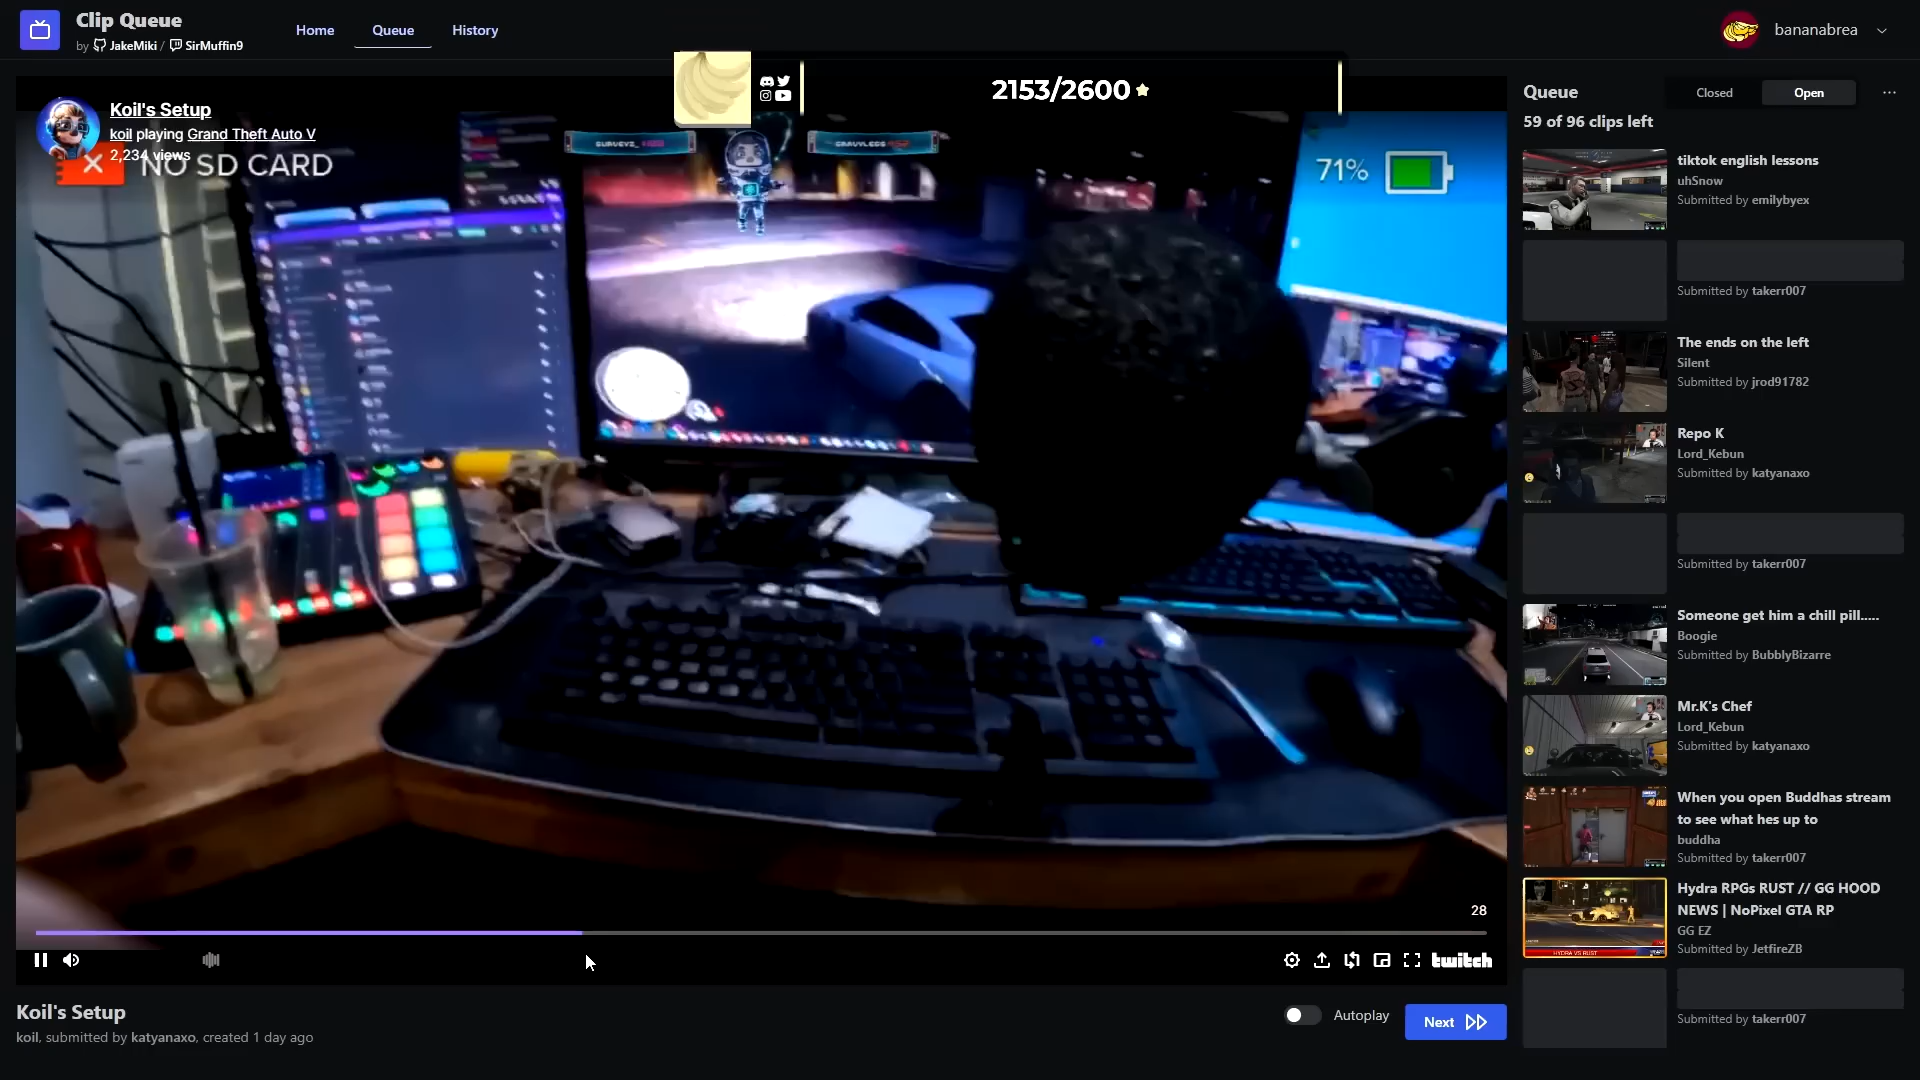 Clip Queue
by JakeMiki / SirMuffin9
Home
Queue
History
bananabrea
2153/2600
Koil's Setup
koil playing Grand Theft Auto V
2,234 views
NO SD CARD
71%
28
twitch
Koil's Setup
koil, submitted by katyanaxo, created 1 day ago
Autoplay
Next
Queue
Closed
Open
59 of 96 clips left
tiktok english lessons
uhSnow
Submitted by emilybyex
Submitted by takerr007
The ends on the left
Silent
Submitted by jrod91782
Repo K
Lord_Kebun
Submitted by katyanaxo
Submitted by takerr007
Someone get him a chill pill.....
Boogie
Submitted by BubblyBizarre
Mr.K's Chef
Lord_Kebun
Submitted by katyanaxo
When you open Buddhas stream
to see what hes up to
buddha
Submitted by takerr007
Hydra RPGs RUST // GG HOOD
NEWS | NoPixel GTA RP
GG EZ
Submitted by JetfireZB
HYDRA VS RUST
Submitted by takerr007